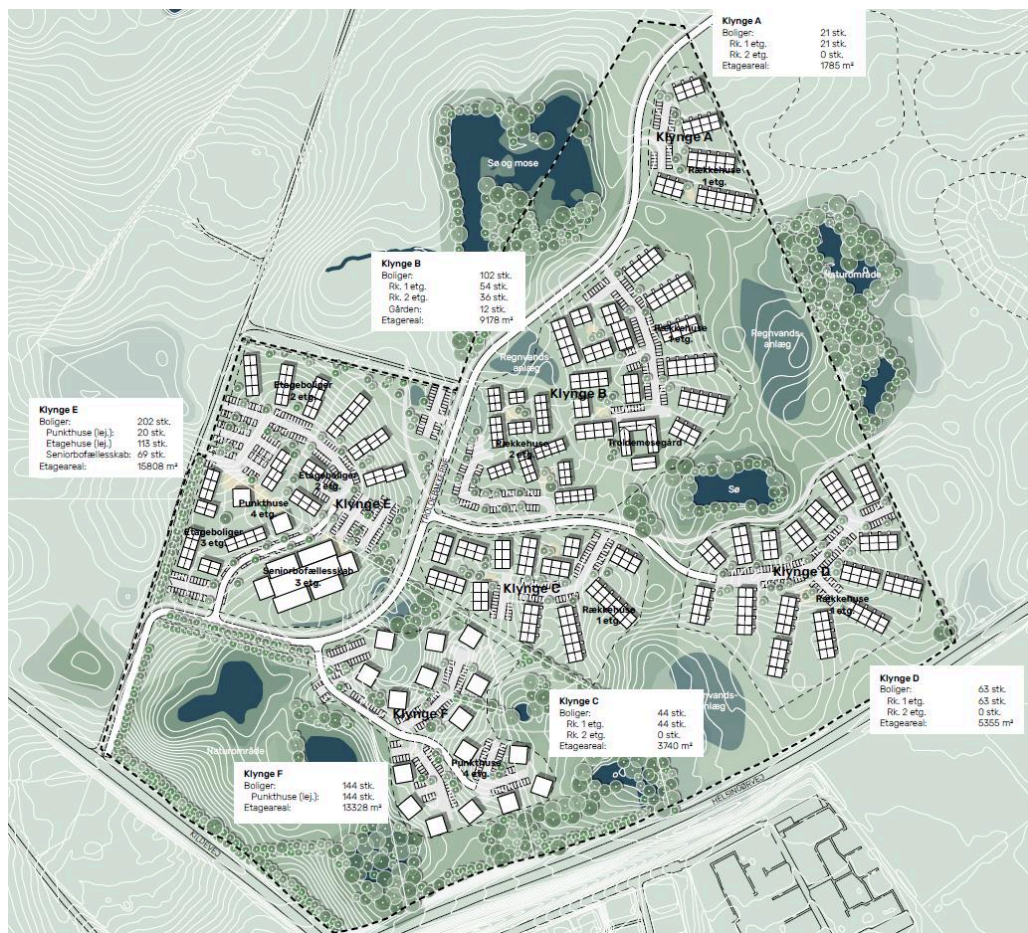 Klynge A
Boliger: 21 stk.
Rk. 1 etg. 21 stk.
Rk. 2 etg. 0 stk.
Etageareal: 1785 m²
Klynge A
Rækkehuse
1 etg.
Sø og mose
Naturområde
Klynge B
Boliger: 102 stk.
Rk. 1 etg. 54 stk.
Rk. 2 etg. 36 stk.
Gården: 12 stk.
Etagereal: 9178 m²
Rækkehuse
1 etg.
Regnvands-
anlæg
Regnvands-
anlæg
Klynge B
Etageboliger
2 etg.
Klynge E
Boliger: 202 stk.
Punkthuse (lej.): 20 stk.
Etagehuse (lej.) 113 stk.
Seniorbofællesskab: 69 stk.
Etageareal: 15808 m²
Rækkehuse
2 etg.
Troldemosegård
Etageboliger
2 etg.
Klynge E
Punkthuse
4 etg.
Sø
Etageboliger
3 etg.
Seniorbofællesskab
3 etg.
Klynge C
Rækkehuse
1 etg.
Klynge D
Rækkehuse
1 etg.
Klynge D
Boliger: 63 stk.
Rk. 1 etg. 63 stk.
Rk. 2 etg. 0 stk.
Etageareal: 5355 m²
Klynge C
Boliger: 44 stk.
Rk. 1 etg. 44 stk.
Rk. 2 etg. 0 stk.
Etageareal: 3740 m²
anlæg
Klynge F
Punkthuse
4 etg.
Naturområde
Klynge F
Boliger: 144 stk.
Punkthuse (lej.): 144 stk.
Etageareal: 13328 m²
HELSINGØRVEJ
KILDEVEJ